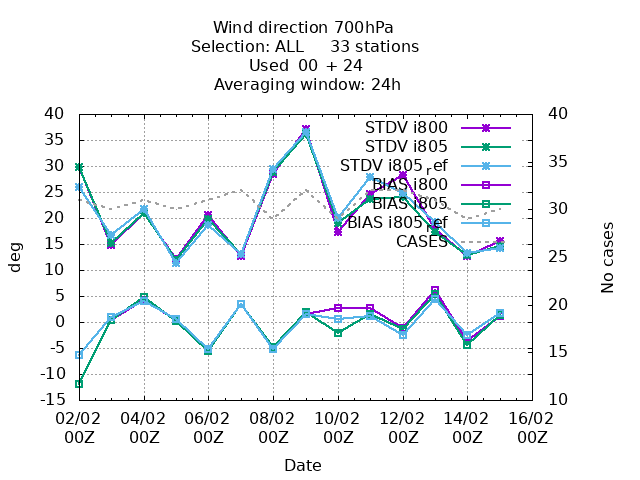 Wind direction 700hPa
Selection: ALL 33 stations
Used 00 + 24
Averaging window: 24h
STDV i800
STDV i805
STDV i805ref
BIAS i800
BIAS i805
BIAS i805ref
CASES
40
35
30
25
20
15
10
5
0
-5
-10
-15
deg
40
35
30
25
20
15
10
No cases
02/02 04/02 06/02 08/02 10/02 12/02 14/02 16/02
00Z 00Z 00Z 00Z 00Z 00Z 00Z 00Z
Date